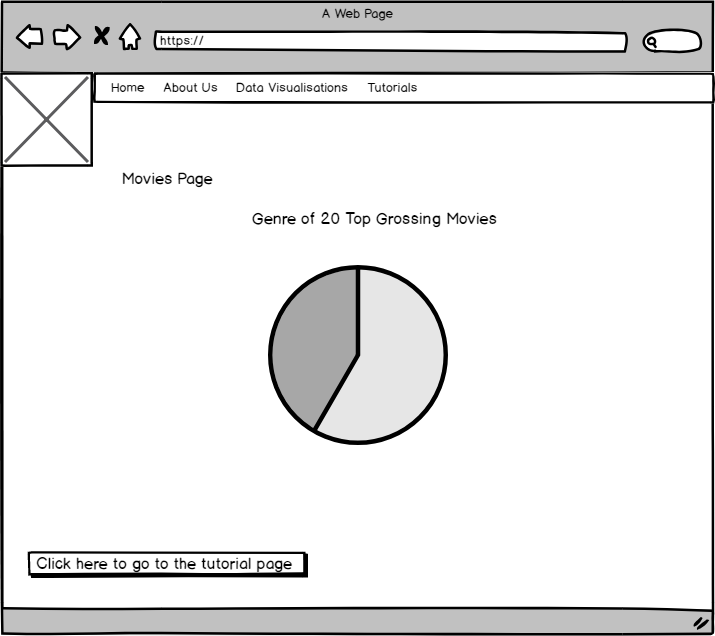 A Web Page
https://
Home About Us Data Visualisations Tutorials
Movies Page
Genre of 20 Top Grossing Movies
Click here to go to the tutorial page